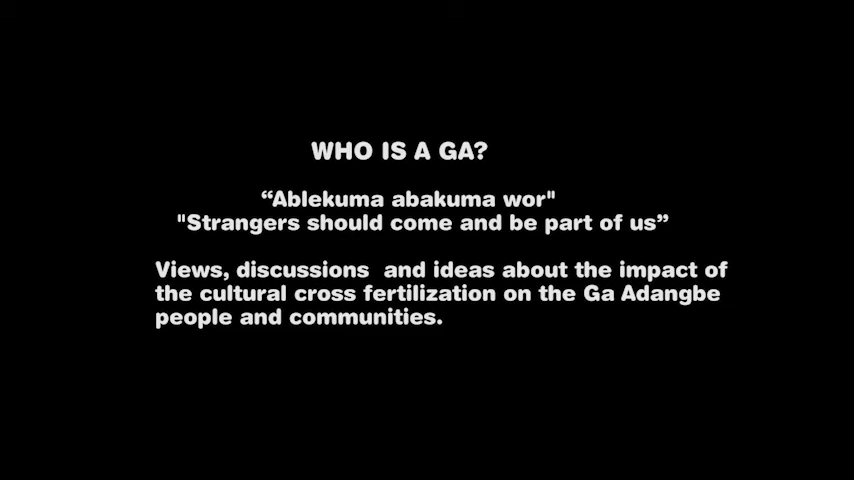 WHO IS A GA?
“Ablekuma abakuma wor"
"Strangers should come and be part of us”
Views, discussions  and ideas about the impact of
the cultural cross fertilization on the Ga Adangbe
people and communities.